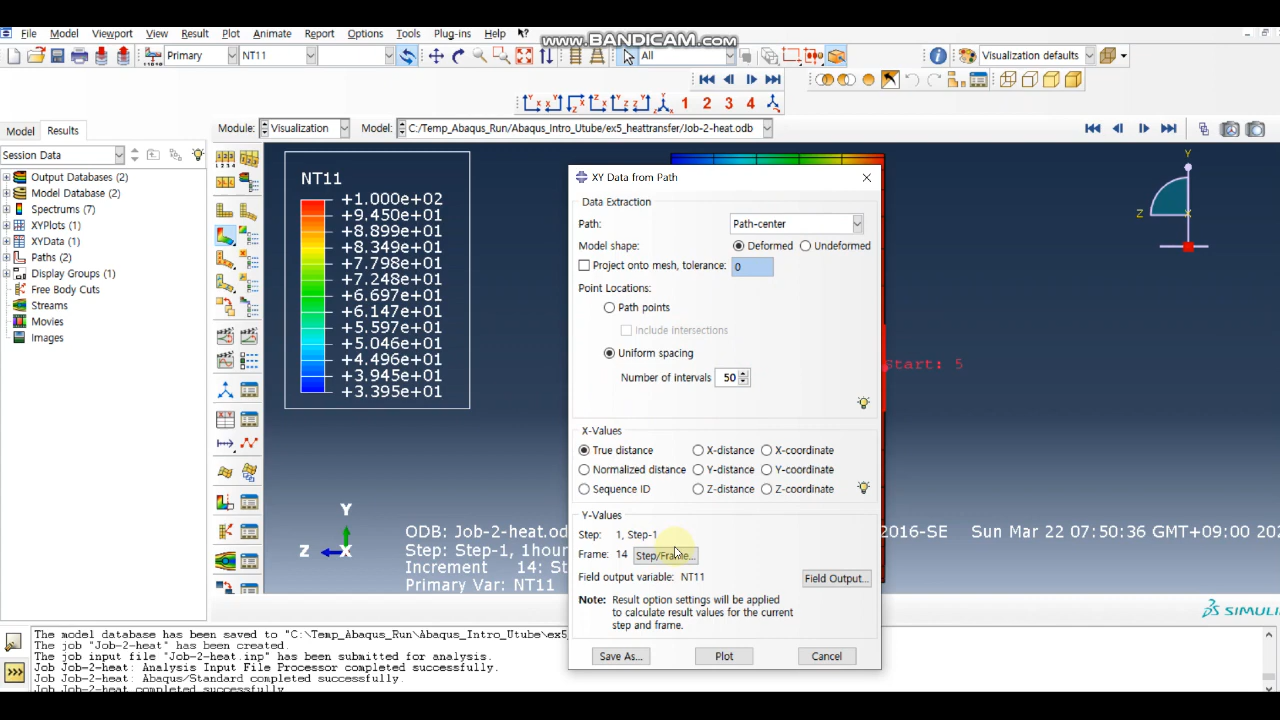 File Model Viewport View Result Plot Animate Report Options Tools Plug-ins Help
www.BANDICAM.com
Primary NT11 All Visualization defaults
1 2 3 4
Model Results Module: Visualization Model: C:/Temp_Abaqus_Run/Abaqus_Intro_Utube/ex5_heattransfer/Job-2-heat.odb
Session Data
Output Databases (2)
Model Database (2)
Spectrums (7)
XYPlots (1)
XYData (1)
Paths (2)
Display Groups (1)
Free Body Cuts
Streams
Movies
Images
NT11
+1.000e+02
+9.450e+01
+8.899e+01
+8.349e+01
+7.798e+01
+7.248e+01
+6.697e+01
+6.147e+01
+5.597e+01
+5.046e+01
+4.496e+01
+3.945e+01
+3.395e+01
XY Data from Path
Data Extraction
Path: Path-center
Model shape: Deformed Undeformed
Project onto mesh, tolerance: 0
Point Locations:
Path points
Include intersections
Uniform spacing
Number of intervals 50
X-Values
True distance X-distance X-coordinate
Normalized distance Y-distance Y-coordinate
Sequence ID Z-distance Z-coordinate
Y-Values
Step: 1, Step-1
Frame: 14 Step/Frame...
Field output variable: NT11 Field Output...
Note: Result option settings will be applied
to calculate result values for the current
step and frame.
Save As... Plot Cancel
Start: 5
Y
Z X
Y
Z X
ODB: Job-2-heat.od
2016-SE Sun Mar 22 07:50:36 GMT+09:00 202
Step: Step-1, 1hour
Increment 14: S
Primary Var: NT11
SIMULI
The model database has been saved to "C:\Temp_Abaqus_Run\Abaqus_Intro_Utube\ex5
The job "Job-2-heat" has been created.
The job input file "Job-2-heat.inp" has been submitted for analysis.
Job Job-2-heat: Analysis Input File Processor completed successfully.
Job Job-2-heat: Abaqus/Standard completed successfully.
Job Job-2-heat completed successfully.